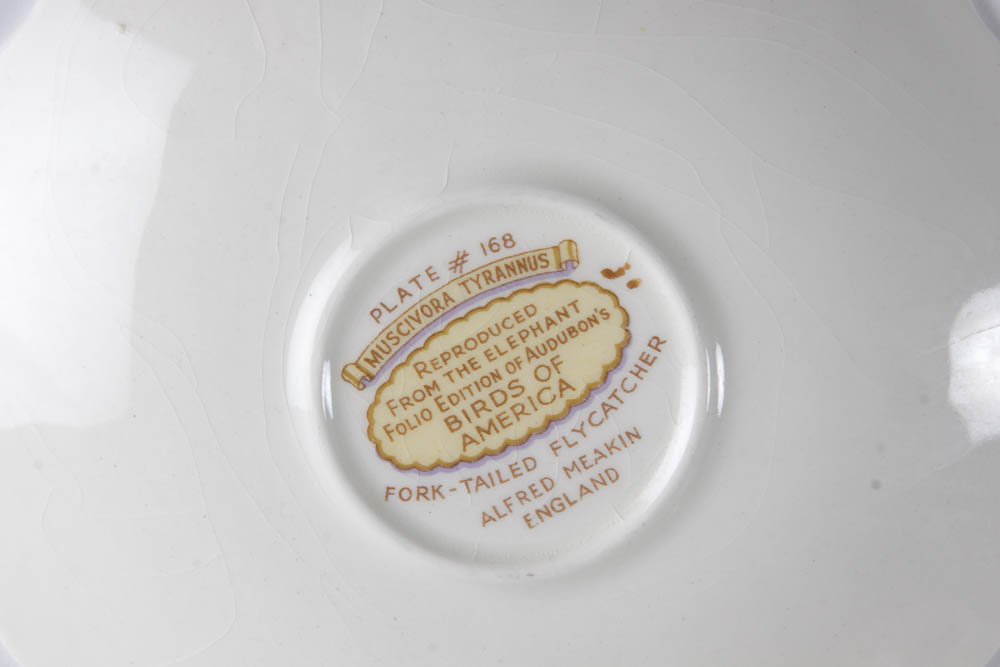 PLATE # 168
MUSCIVORA TYRANNUS
REPRODUCED
FROM THE ELEPHANT
FOLIO EDITION OF AUDUBON'S
BIRDS OF
AMERICA
FORK-TAILED FLYCATCHER
ALFRED MEAKIN
ENGLAND